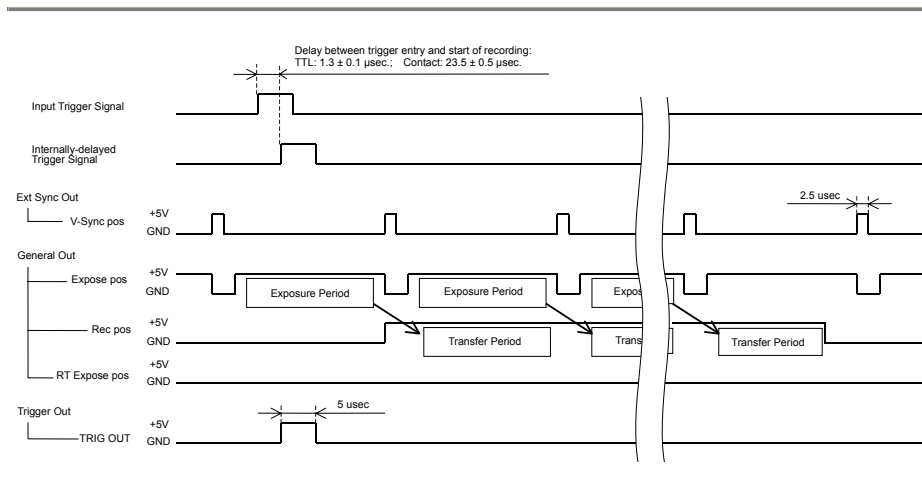 Delay between trigger entry and start of recording:
TTL: 1.3 ± 0.1 µsec.; Contact: 23.5 ± 0.5 µsec.
Input Trigger Signal
Internally-delayed
Trigger Signal
Ext Sync Out
V-Sync pos
+5V
GND
2.5 usec
General Out
Expose pos
+5V
GND
Exposure Period
Exposure Period
Expos
Rec pos
+5V
GND
Transfer Period
Trans
Transfer Period
RT Expose pos
+5V
GND
Trigger Out
TRIG OUT
+5V
GND
5 usec